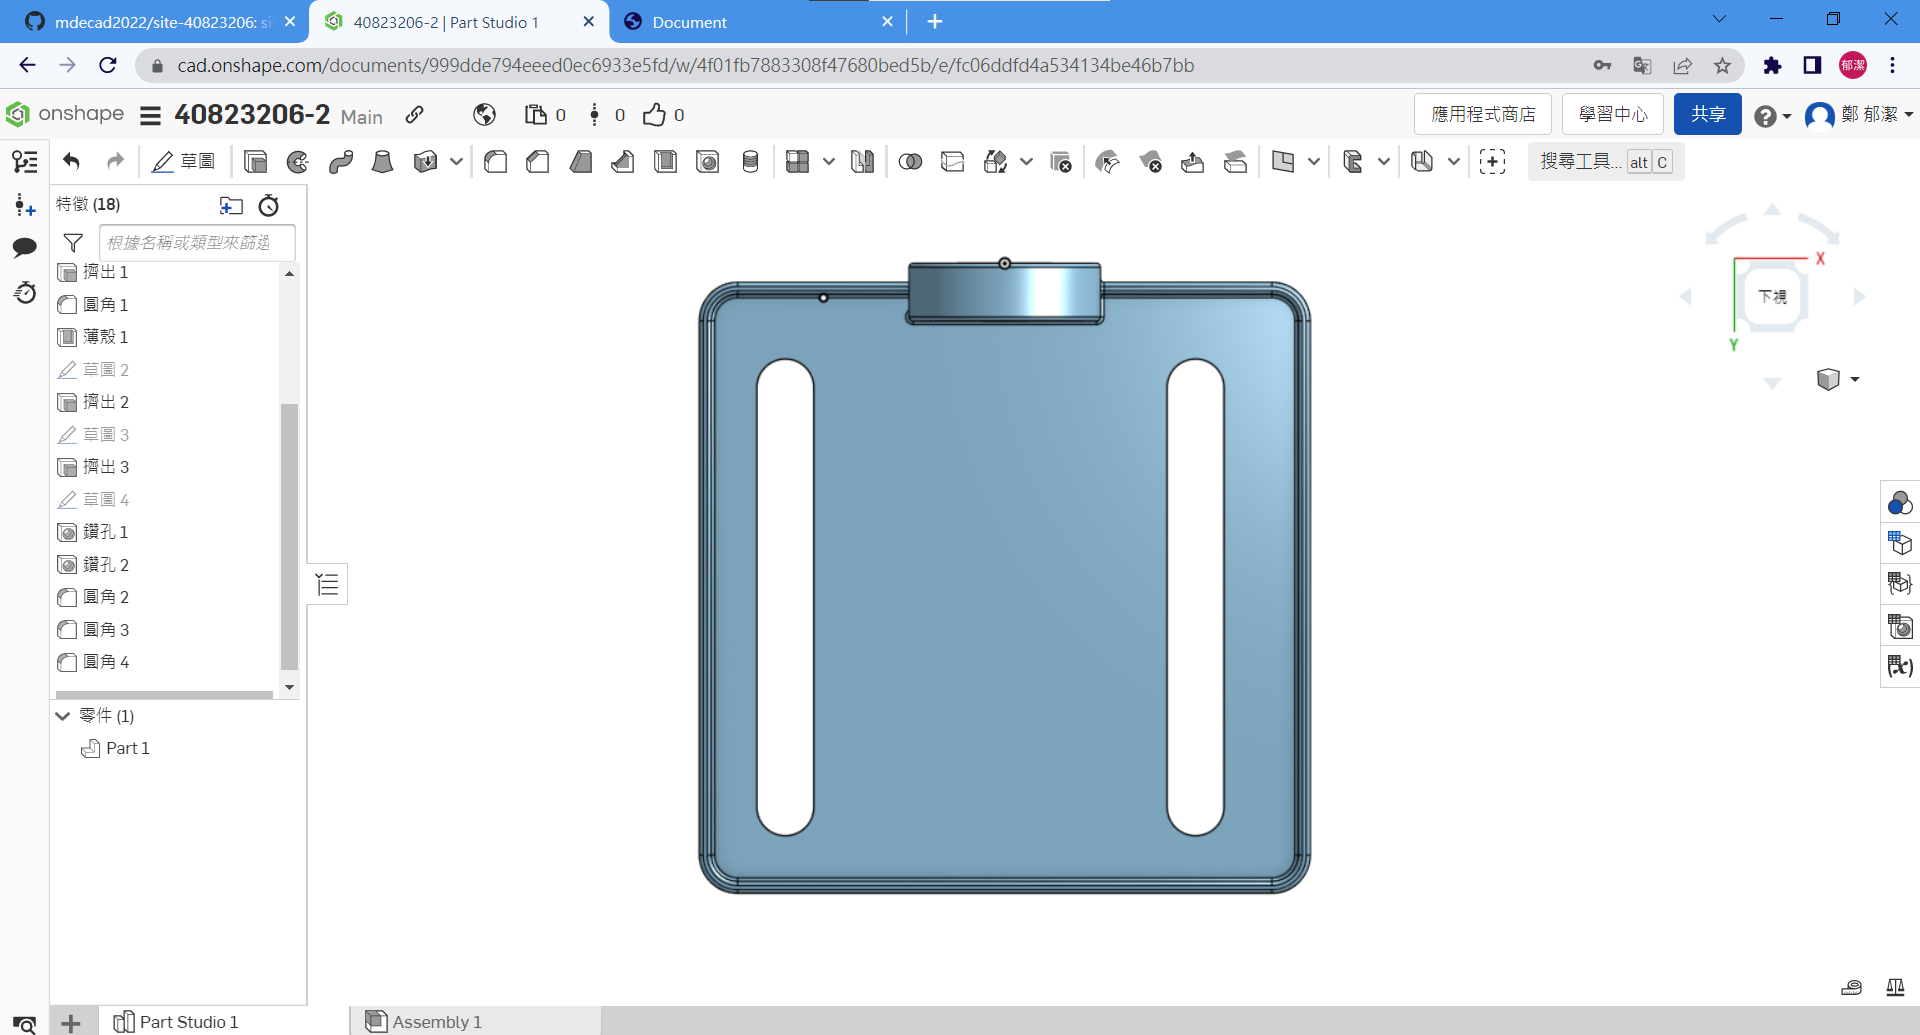 mdecad2022/site-40823206: si
40823206-2 | Part Studio 1
Document
cad.onshape.com/documents/999dde794eeed0ec6933e5fd/w/4f01fb7883308f47680bed5b/e/fc06ddfd4a534134be46b7bb
郁潔
onshape
40823206-2 Main
0
0
0
應用程式商店
學習中心
共享
鄭 郁潔
草圖
搜尋工具... alt C
特徵 (18)
根據名稱或類型來篩選
擠出 1
圓角 1
薄殼 1
草圖 2
擠出 2
草圖 3
擠出 3
草圖 4
鑽孔 1
鑽孔 2
圓角 2
圓角 3
圓角 4
零件 (1)
Part 1
X
下視
Y
Part Studio 1
Assembly 1